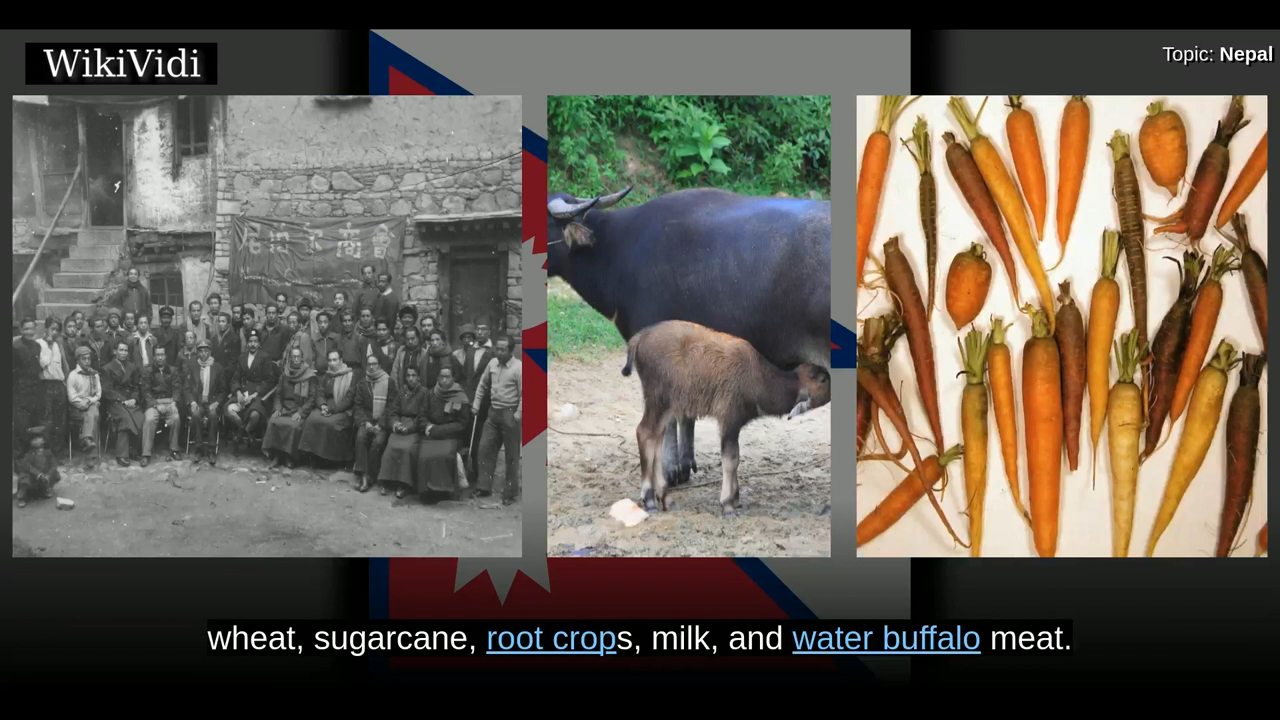 WikiVidi
Topic: Nepal
wheat, sugarcane, root crops, milk, and water buffalo meat.